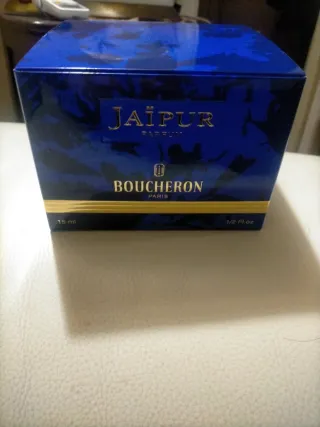 JAÏPUR
PARFUM
B
BOUCHERON
PARIS
15 ml
1/2 fl oz